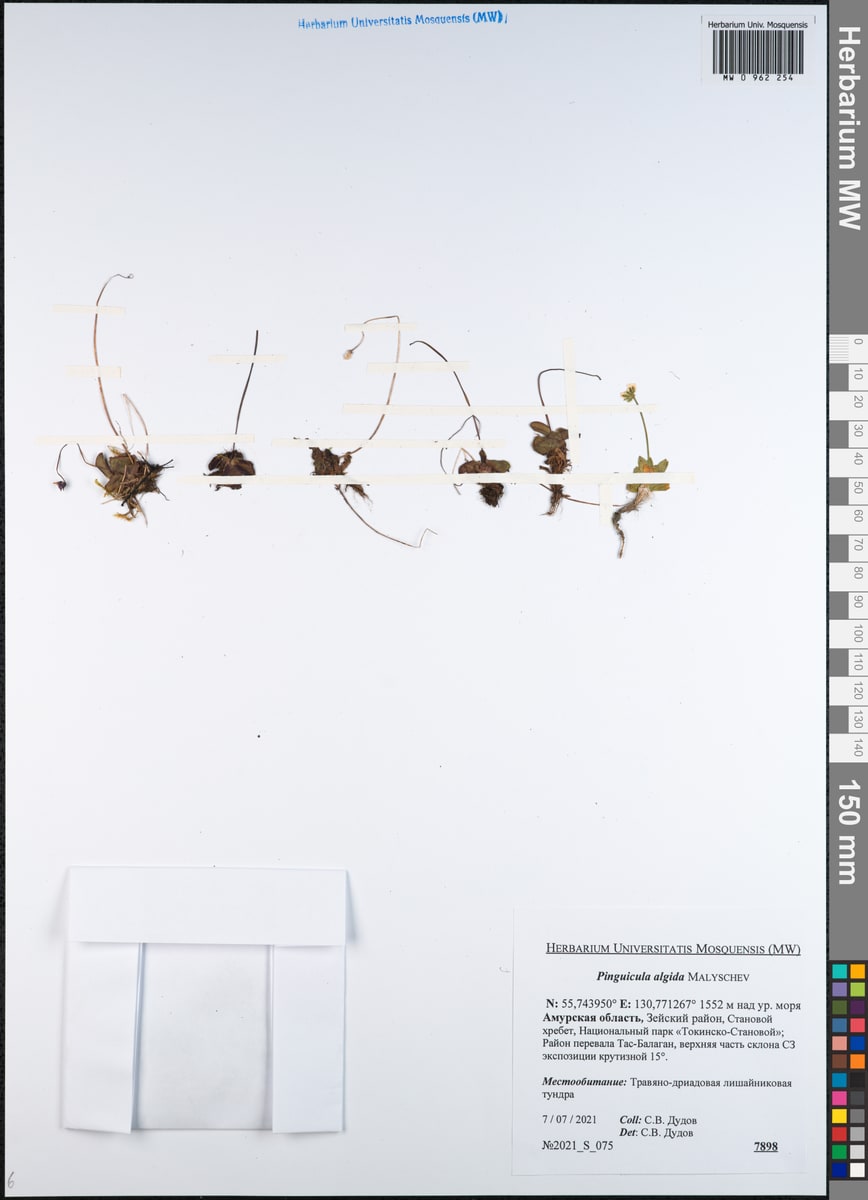 Herbarium Universitatis Mosquensis (MW)
Herbarium Univ. Mosquensis
MW 0 962 254
Herbarium MW
0
10
20
30
40
50
60
70
80
90
100
110
120
130
140
150 mm
HERBARIUM UNIVERSITATIS MOSQUENSIS (MW)
Pinguicula algida MALYSCHEV
N: 55,743950° E: 130,771267° 1552 м над ур. моря
Амурская область, Зейский район, Становой
хребет, Национальный парк «Токинско-Становой»;
Район перевала Тас-Балаган, верхняя часть склона СЗ
экспозиции крутизной 15°.
Местообитание: Травяно-дриадовая лишайниковая
тундра
7 / 07 / 2021 Coll: С.В. Дудов
Det: С.В. Дудов
№2021_S_075 7898
6